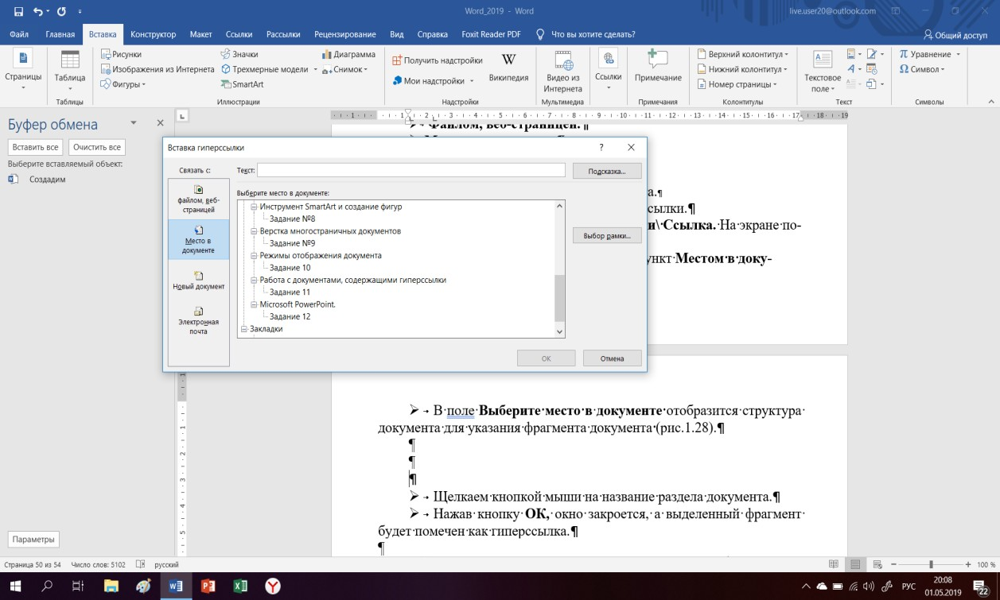 Word_2019 - Word
live.user20@outlook.com
Файл Главная Вставка Конструктор Макет Ссылки Рассылки Рецензирование Вид Справка Foxit Reader PDF Что вы хотите сделать? Общий доступ
Страницы
Таблица
Таблицы
Рисунки
Изображения из Интернета
Фигуры
Значки
Трехмерные модели
SmartArt
Диаграмма
Снимок
Иллюстрации
Получить надстройки
Мои надстройки
W
Википедия
Надстройки
Видео из
Интернета
Мультимедиа
Ссылки
Примечание
Примечания
Верхний колонтитул
Нижний колонтитул
Номер страницы
Колонтитулы
Текстовое
поле
Текст
Уравнение
Символ
Символы
Буфер обмена
Вставить все Очистить все
Выберите вставляемый объект:
Создадим
Параметры
Файлом, веб-страницей.¶
Вставка гиперссылки ?
Связать с: Текст: Подсказка...
Выберите место в документе:
файлом, веб-
страницей
Место в
документе
Новый документ
Электронная
почта
Инструмент SmartArt и создание фигур
Задание №8
Верстка многостраничных документов
Задание №9
Режимы отображения документа
Задание 10
Работа с документами, содержащими гиперссылки
Задание 11
Microsoft PowerPoint.
Задание 12
Закладки
Выбор рамки...
ОК Отмена
а.¶
сылки.¶
и\ Ссылка. На экране по-
ункт Местом в доку-
В поле Выберите место в документе отобразится структура
документа для указания фрагмента документа (рис.1.28).¶
¶
¶
¶
Щелкаем кнопкой мыши на название раздела документа.¶
Нажав кнопку ОК, окно закроется, а выделенный фрагмент
будет помечен как гиперссылка.¶
¶
Страница 50 из 54 Число слов: 5102 русский 100 %
РУС 20:08
01.05.2019
22